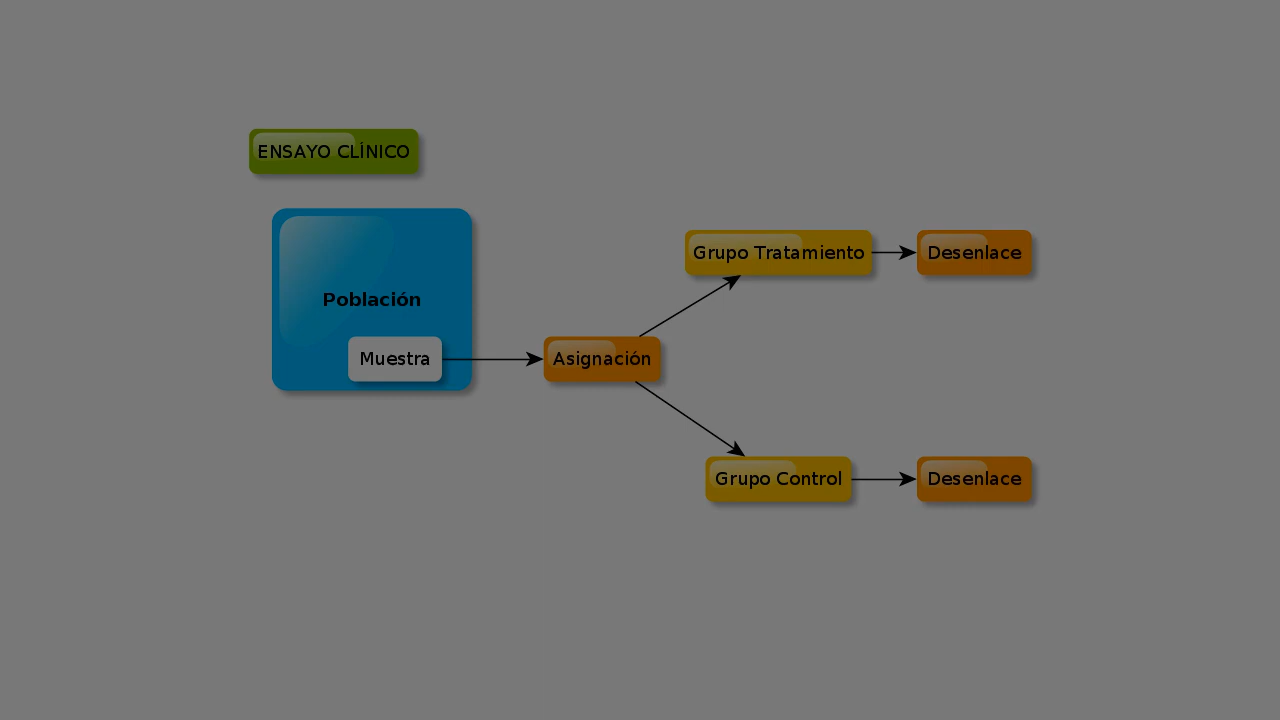 ENSAYO CLÍNICO
Población
Muestra
Asignación
Grupo Tratamiento
Desenlace
Grupo Control
Desenlace